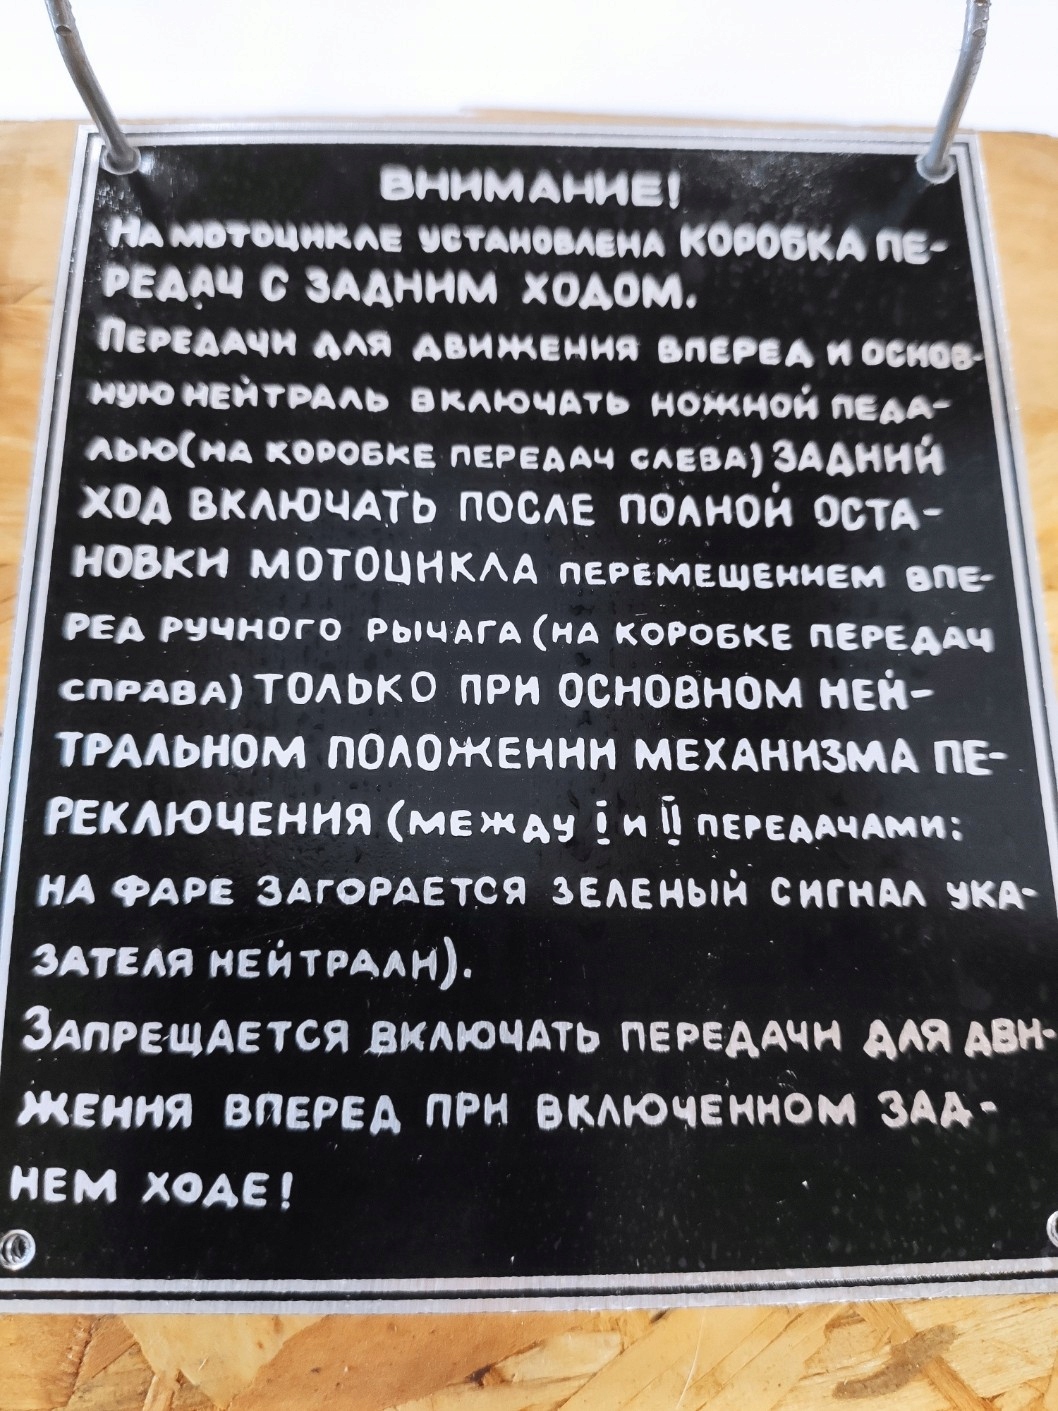 ВНИМАНИЕ!
НА МОТОЦИКЛЕ УСТАНОВЛЕНА КОРОБКА ПЕ-
РЕДАЧ С ЗАДНИМ ХОДОМ.
ПЕРЕДАЧИ ДЛЯ ДВИЖЕНИЯ ВПЕРЕД И ОСНОВ-
НУЮ НЕЙТРАЛЬ ВКЛЮЧАТЬ НОЖНОЙ ПЕДА-
ЛЬЮ (НА КОРОБКЕ ПЕРЕДАЧ СЛЕВА) ЗАДНИЙ
ХОД ВКЛЮЧАТЬ ПОСЛЕ ПОЛНОЙ ОСТА-
НОВКИ МОТОЦИКЛА ПЕРЕМЕЩЕНИЕМ ВПЕ-
РЕД РУЧНОГО РЫЧАГА (НА КОРОБКЕ ПЕРЕДАЧ
СПРАВА) ТОЛЬКО ПРИ ОСНОВНОМ НЕЙ-
ТРАЛЬНОМ ПОЛОЖЕНИИ МЕХАНИЗМА ПЕ-
РЕКЛЮЧЕНИЯ (МЕЖДУ I И II ПЕРЕДАЧАМИ:
НА ФАРЕ ЗАГОРАЕТСЯ ЗЕЛЕНЫЙ СИГНАЛ УКА-
ЗАТЕЛЯ НЕЙТРАЛИ).
ЗАПРЕЩАЕТСЯ ВКЛЮЧАТЬ ПЕРЕДАЧИ ДЛЯ ДВИ-
ЖЕНИЯ ВПЕРЕД ПРИ ВКЛЮЧЕННОМ ЗАД-
НЕМ ХОДЕ!